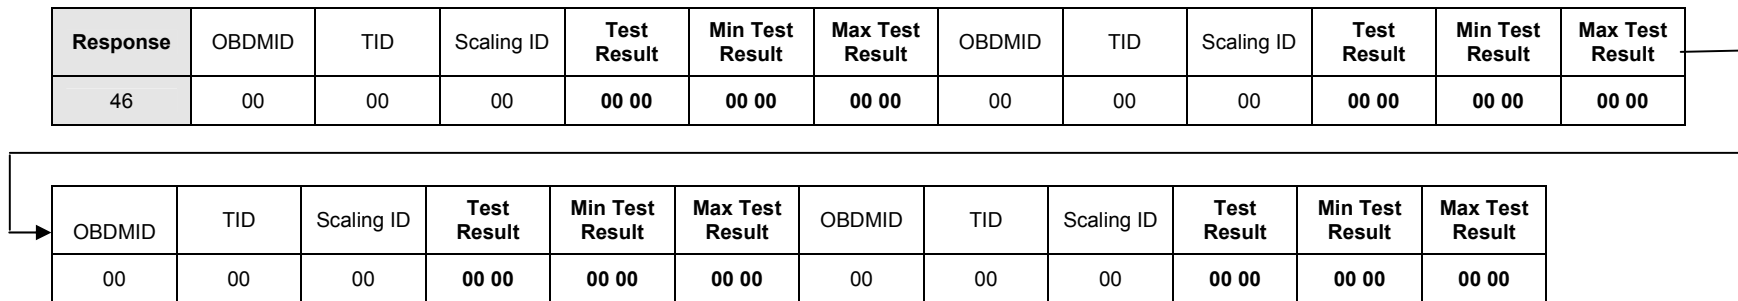 Response OBDMID TID Scaling ID Test Result Min Test Result Max Test Result OBDMID TID Scaling ID Test Result Min Test Result Max Test Result
46 00 00 00 00 00 00 00 00 00 00 00 00 00 00 00 00 00 00
OBDMID TID Scaling ID Test Result Min Test Result Max Test Result OBDMID TID Scaling ID Test Result Min Test Result Max Test Result
00 00 00 00 00 00 00 00 00 00 00 00 00 00 00 00 00 00